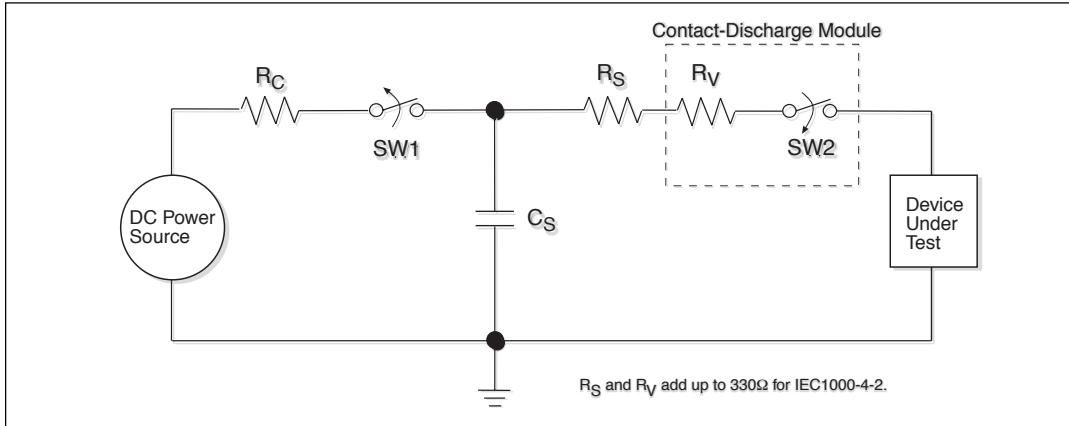 Contact-Discharge Module
RC
RS
RV
SW1
SW2
DC Power
Source
CS
Device
Under
Test
RS and RV add up to 330Ω for IEC1000-4-2.